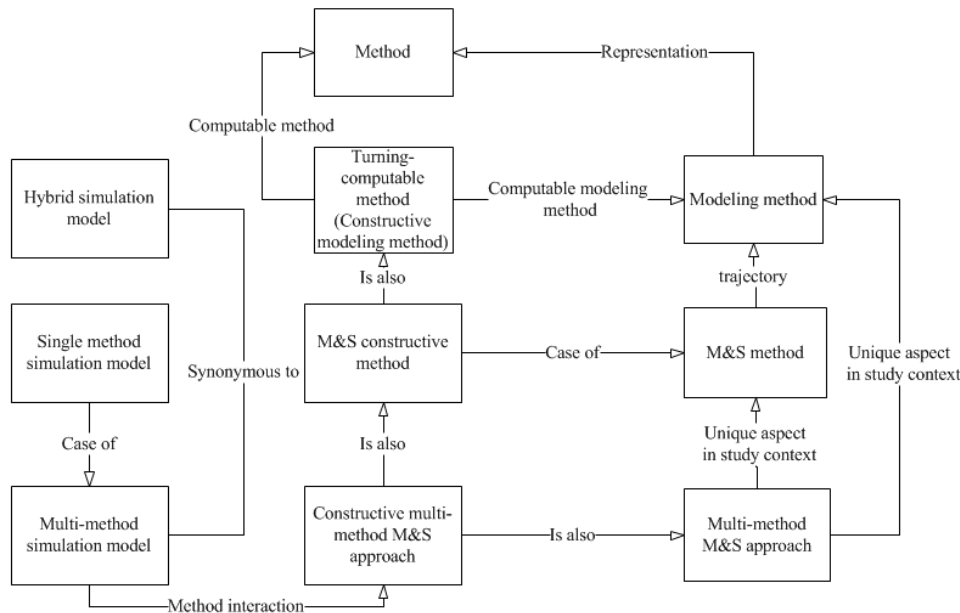 Method
Representation
Computable method
Hybrid simulation
model
Turning-
computable
method
(Constructive
modeling method)
Computable modeling
method
Modeling method
Is also
trajectory
Single method
simulation model
Synonymous to
M&S constructive
method
Case of
M&S method
Unique aspect
in study context
Case of
Is also
Unique aspect
in study context
Multi-method
simulation model
Constructive multi-
method M&S
approach
Is also
Multi-method
M&S approach
Method interaction